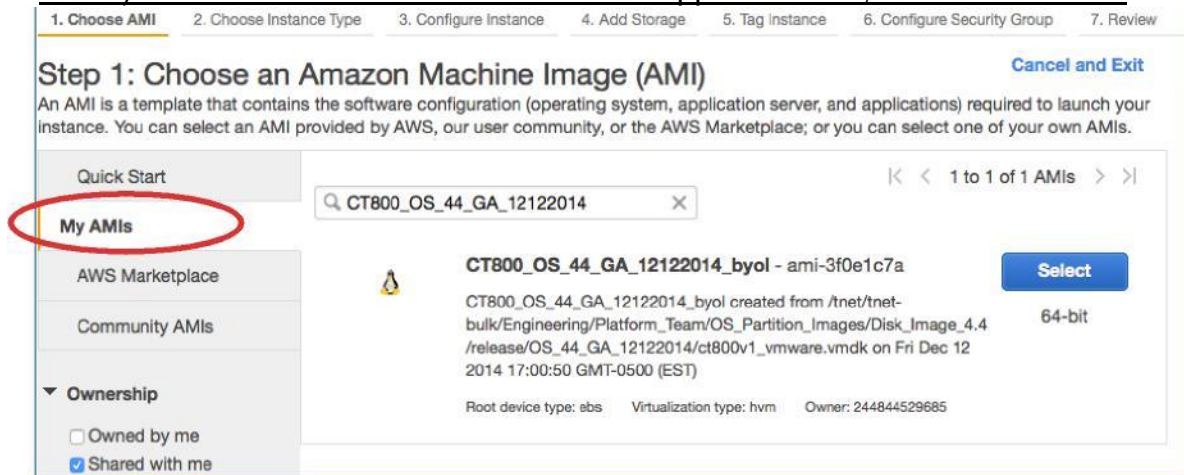 1. Choose AMI 2. Choose Instance Type 3. Configure Instance 4. Add Storage 5. Tag Instance 6. Configure Security Group 7. Review
Step 1: Choose an Amazon Machine Image (AMI)
Cancel and Exit
An AMI is a template that contains the software configuration (operating system, application server, and applications) required to launch your
instance. You can select an AMI provided by AWS, our user community, or the AWS Marketplace; or you can select one of your own AMIs.
Quick Start
My AMIs
AWS Marketplace
Community AMIs
Ownership
Owned by me
Shared with me
1 to 1 of 1 AMIs
CT800_OS_44_GA_12122014
CT800_OS_44_GA_12122014_byol - ami-3f0e1c7a
CT800_OS_44_GA_12122014_byol created from /tnet/tnet-
bulk/Engineering/Platform_Team/OS_Partition_Images/Disk_Image_4.4
/release/OS_44_GA_12122014/ct800v1_vmware.vmdk on Fri Dec 12
2014 17:00:50 GMT-0500 (EST)
Root device type: ebs Virtualization type: hvm Owner: 244844529685
Select
64-bit